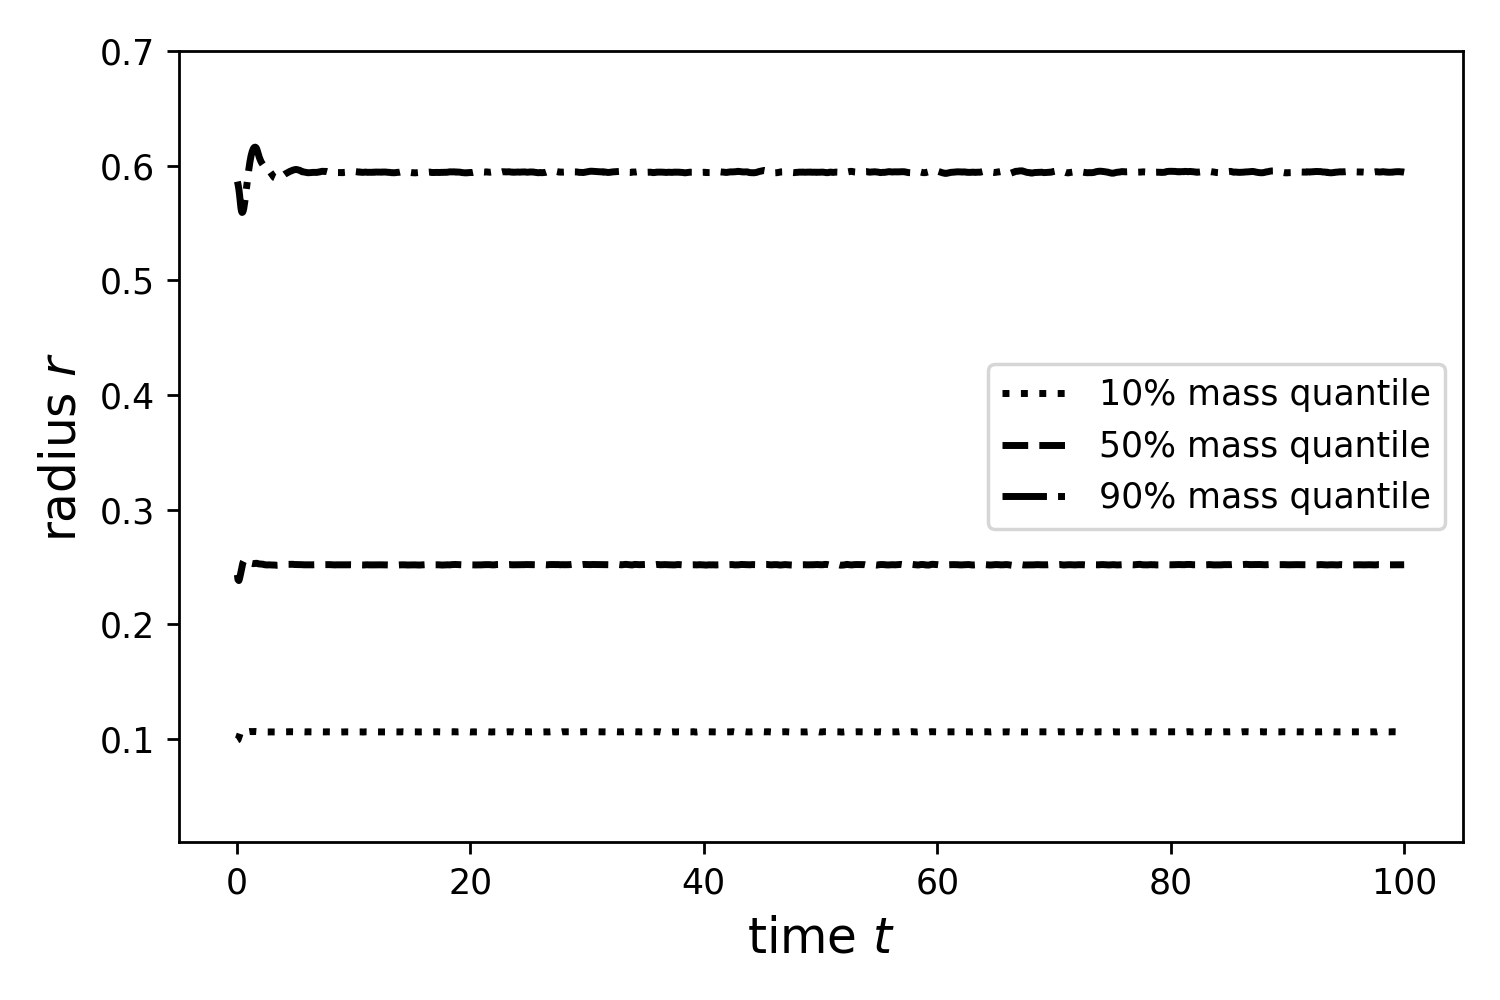 0.7
0.6
0.5
0.4
0.3
0.2
0.1
radius r
10% mass quantile
50% mass quantile
90% mass quantile
0 20 40 60 80 100
time t